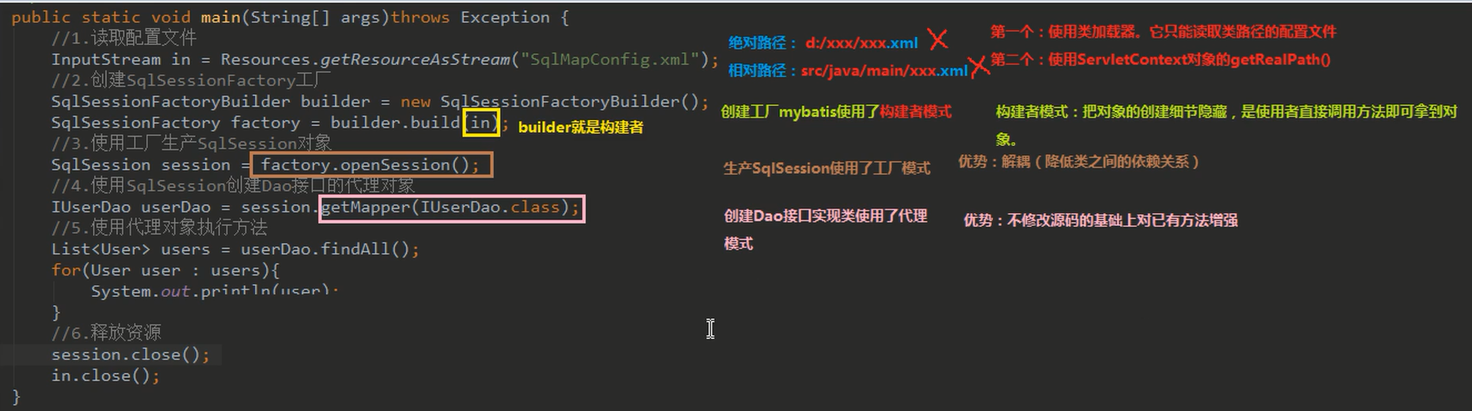 public static void main(String[] args)throws Exception {
//1.读取配置文件
InputStream in = Resources.getResourceAsStream("SqlMapConfig.xml");
//2.创建SqlSessionFactory工厂
SqlSessionFactoryBuilder builder = new SqlSessionFactoryBuilder();
SqlSessionFactory factory = builder.build(in);
//3.使用工厂生产SqlSession对象
SqlSession session = factory.openSession();
//4.使用SqlSession创建Dao接口的代理对象
IUserDao userDao = session.getMapper(IUserDao.class);
//5.使用代理对象执行方法
List<User> users = userDao.findAll();
for(User user : users){
System.out.println(user);
}
//6.释放资源
session.close();
in.close();
}
绝对路径： d:/xxx/xxx.xml
相对路径：src/java/main/xxx.xml
第一个：使用类加载器。它只能读取类路径的配置文件
第二个：使用ServletContext对象的getRealPath()
创建工厂mybatis使用了构建者模式
构建者模式：把对象的创建细节隐藏，是使用者直接调用方法即可拿到对
象。
builder就是构建者
生产SqlSession使用了工厂模式
优势：解耦（降低类之间的依赖关系）
创建Dao接口实现类使用了代理
模式
优势：不修改源码的基础上对已有方法增强